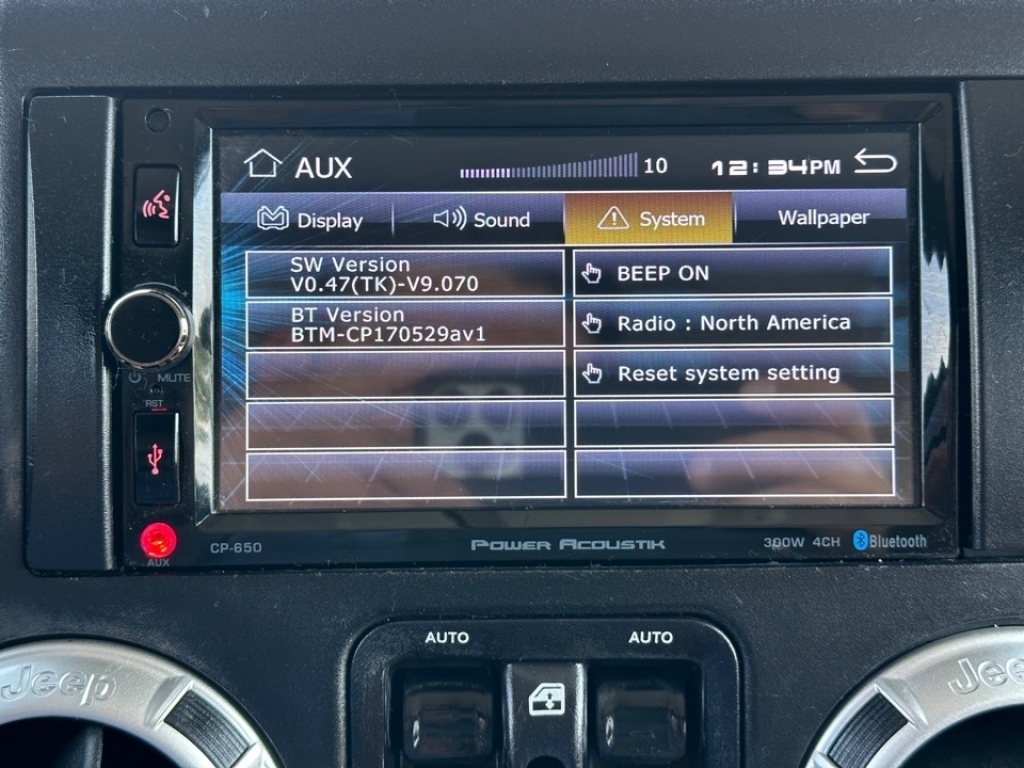 AUX
10
12:34PM
Display
Sound
System
Wallpaper
SW Version
V0.47(TK)-V9.070
BEEP ON
BT Version
BTM-CP170529av1
Radio : North America
Reset system setting
MUTE
RST
AUX
CP-650
POWER ACOUSTIK
300W 4CH
Bluetooth
AUTO
AUTO
Jeep